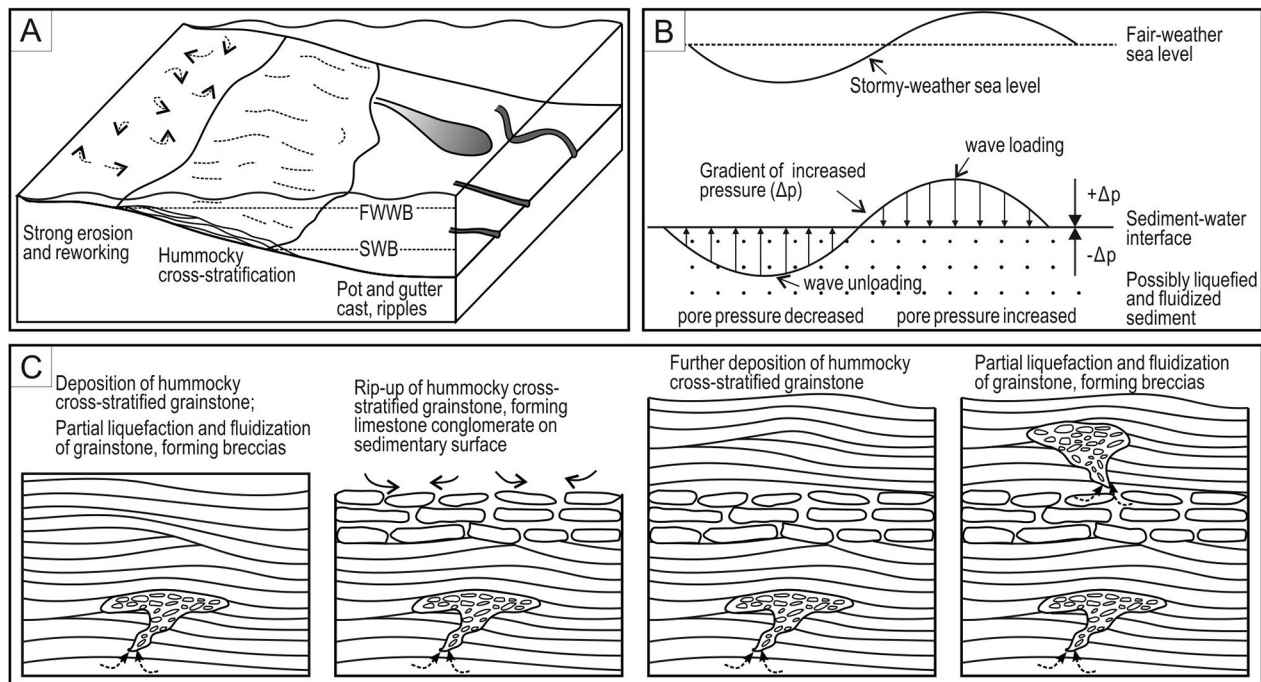 A
FWWB
SWB
Strong erosion
and reworking
Hummocky
cross-stratification
Pot and gutter
cast, ripples
B
Fair-weather
sea level
Stormy-weather sea level
wave loading
Gradient of increased
pressure (Δp)
+Δp
Sediment-water
interface
-Δp
wave unloading
Possibly liquefied
and fluidized
sediment
pore pressure decreased
pore pressure increased
C
Deposition of hummocky
cross-stratified grainstone;
Partial liquefaction and fluidization
of grainstone, forming breccias
Rip-up of hummocky cross-
stratified grainstone, forming
limestone conglomerate on
sedimentary surface
Further deposition of hummocky
cross-stratified grainstone
Partial liquefaction and fluidization
of grainstone, forming breccias